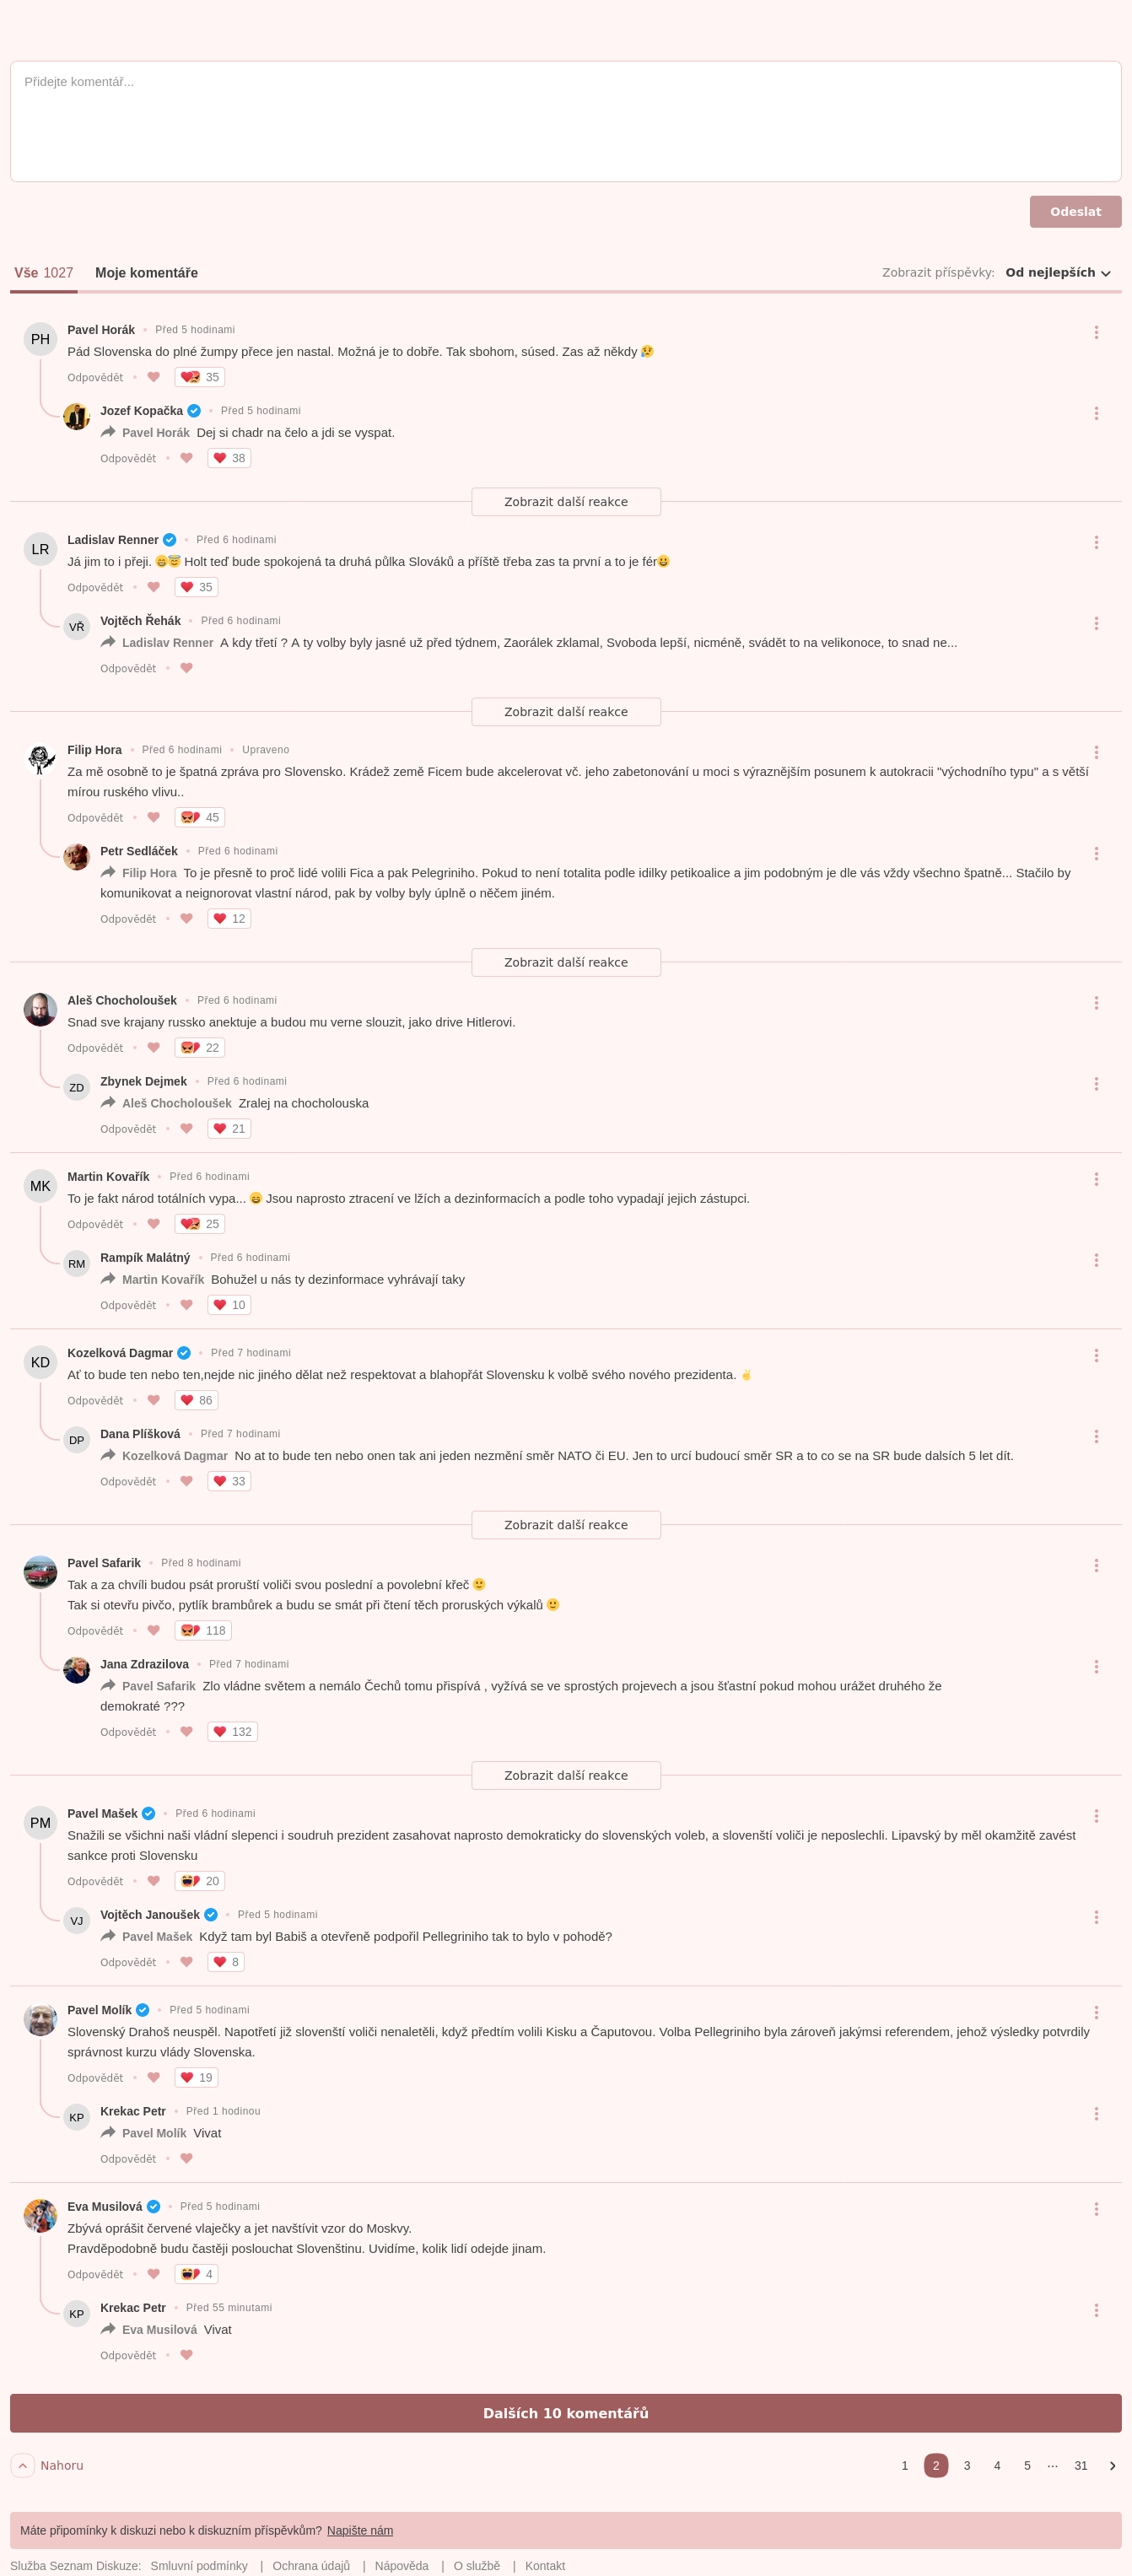 Přidejte komentář...
Odeslat
Vše 1027 Moje komentáře Zobrazit příspěvky: Od nejlepších
PH Pavel Horák • Před 5 hodinami
Pád Slovenska do plné žumpy přece jen nastal. Možná je to dobře. Tak sbohom, súsed. Zas až někdy 😥
Odpovědět • 35
Jozef Kopačka • Před 5 hodinami
Pavel Horák Dej si chadr na čelo a jdi se vyspat.
Odpovědět • 38
Zobrazit další reakce
LR Ladislav Renner • Před 6 hodinami
Já jim to i přeji. 😁😇 Holt teď bude spokojená ta druhá půlka Slováků a příště třeba zas ta první a to je fér😃
Odpovědět • 35
VŘ Vojtěch Řehák • Před 6 hodinami
Ladislav Renner A kdy třetí ? A ty volby byly jasné už před týdnem, Zaorálek zklamal, Svoboda lepší, nicméně, svádět to na velikonoce, to snad ne...
Odpovědět •
Zobrazit další reakce
Filip Hora • Před 6 hodinami • Upraveno
Za mě osobně to je špatná zpráva pro Slovensko. Krádež země Ficem bude akcelerovat vč. jeho zabetonování u moci s výraznějším posunem k autokracii "východního typu" a s větší
mírou ruského vlivu..
Odpovědět • 45
Petr Sedláček • Před 6 hodinami
Filip Hora To je přesně to proč lidé volili Fica a pak Pelegriniho. Pokud to není totalita podle idilky petikoalice a jim podobným je dle vás vždy všechno špatně... Stačilo by
komunikovat a neignorovat vlastní národ, pak by volby byly úplně o něčem jiném.
Odpovědět • 12
Zobrazit další reakce
Aleš Chocholoušek • Před 6 hodinami
Snad sve krajany russko anektuje a budou mu verne slouzit, jako drive Hitlerovi.
Odpovědět • 22
ZD Zbynek Dejmek • Před 6 hodinami
Aleš Chocholoušek Zralej na chocholouska
Odpovědět • 21
MK Martin Kovařík • Před 6 hodinami
To je fakt národ totálních vypa... 😄 Jsou naprosto ztracení ve lžích a dezinformacích a podle toho vypadají jejich zástupci.
Odpovědět • 25
RM Rampík Malátný • Před 6 hodinami
Martin Kovařík Bohužel u nás ty dezinformace vyhrávají taky
Odpovědět • 10
KD Kozelková Dagmar • Před 7 hodinami
Ať to bude ten nebo ten,nejde nic jiného dělat než respektovat a blahopřát Slovensku k volbě svého nového prezidenta. ✌
Odpovědět • 86
DP Dana Plíšková • Před 7 hodinami
Kozelková Dagmar No at to bude ten nebo onen tak ani jeden nezmění směr NATO či EU. Jen to urcí budoucí směr SR a to co se na SR bude dalsích 5 let dít.
Odpovědět • 33
Zobrazit další reakce
Pavel Safarik • Před 8 hodinami
Tak a za chvíli budou psát proruští voliči svou poslední a povolební křeč 🙂
Tak si otevřu pivčo, pytlík brambůrek a budu se smát při čtení těch proruských výkalů 🙂
Odpovědět • 118
Jana Zdrazilova • Před 7 hodinami
Pavel Safarik Zlo vládne světem a nemálo Čechů tomu přispívá , vyžívá se ve sprostých projevech a jsou šťastní pokud mohou urážet druhého že
demokraté ???
Odpovědět • 132
Zobrazit další reakce
PM Pavel Mašek • Před 6 hodinami
Snažili se všichni naši vládní slepenci i soudruh prezident zasahovat naprosto demokraticky do slovenských voleb, a slovenští voliči je neposlechli. Lipavský by měl okamžitě zavést
sankce proti Slovensku
Odpovědět • 20
VJ Vojtěch Janoušek • Před 5 hodinami
Pavel Mašek Když tam byl Babiš a otevřeně podpořil Pellegriniho tak to bylo v pohodě?
Odpovědět • 8
Pavel Molík • Před 5 hodinami
Slovenský Drahoš neuspěl. Napotřetí již slovenští voliči nenaletěli, když předtím volili Kisku a Čaputovou. Volba Pellegriniho byla zároveň jakýmsi referendem, jehož výsledky potvrdily
správnost kurzu vlády Slovenska.
Odpovědět • 19
KP Krekac Petr • Před 1 hodinou
Pavel Molík Vivat
Odpovědět •
Eva Musilová • Před 5 hodinami
Zbývá oprášit červené vlaječky a jet navštívit vzor do Moskvy.
Pravděpodobně budu častěji poslouchat Slovenštinu. Uvidíme, kolik lidí odejde jinam.
Odpovědět • 4
KP Krekac Petr • Před 55 minutami
Eva Musilová Vivat
Odpovědět •
Dalších 10 komentářů
Nahoru 1 2 3 4 5 ... 31
Máte připomínky k diskuzi nebo k diskuzním příspěvkům? Napište nám
Služba Seznam Diskuze: Smluvní podmínky | Ochrana údajů | Nápověda | O službě | Kontakt